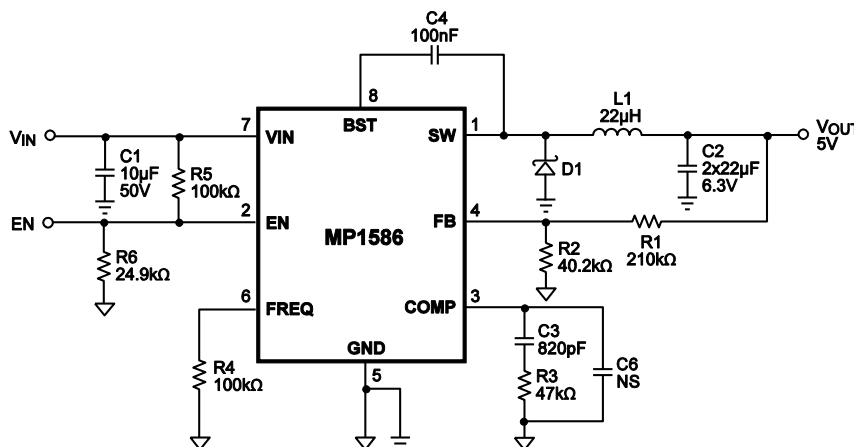 C4
100nF
8
BST
L1
22µH
VIN
7
VIN
SW
1
VOUT
5V
C1
10µF
50V
R5
100kΩ
D1
C2
2x22µF
6.3V
EN
2
EN
MP1586
FB
4
R1
210kΩ
R2
40.2kΩ
R6
24.9kΩ
6
FREQ
COMP
3
C3
820pF
GND
R4
100kΩ
5
R3
47kΩ
C6
NS